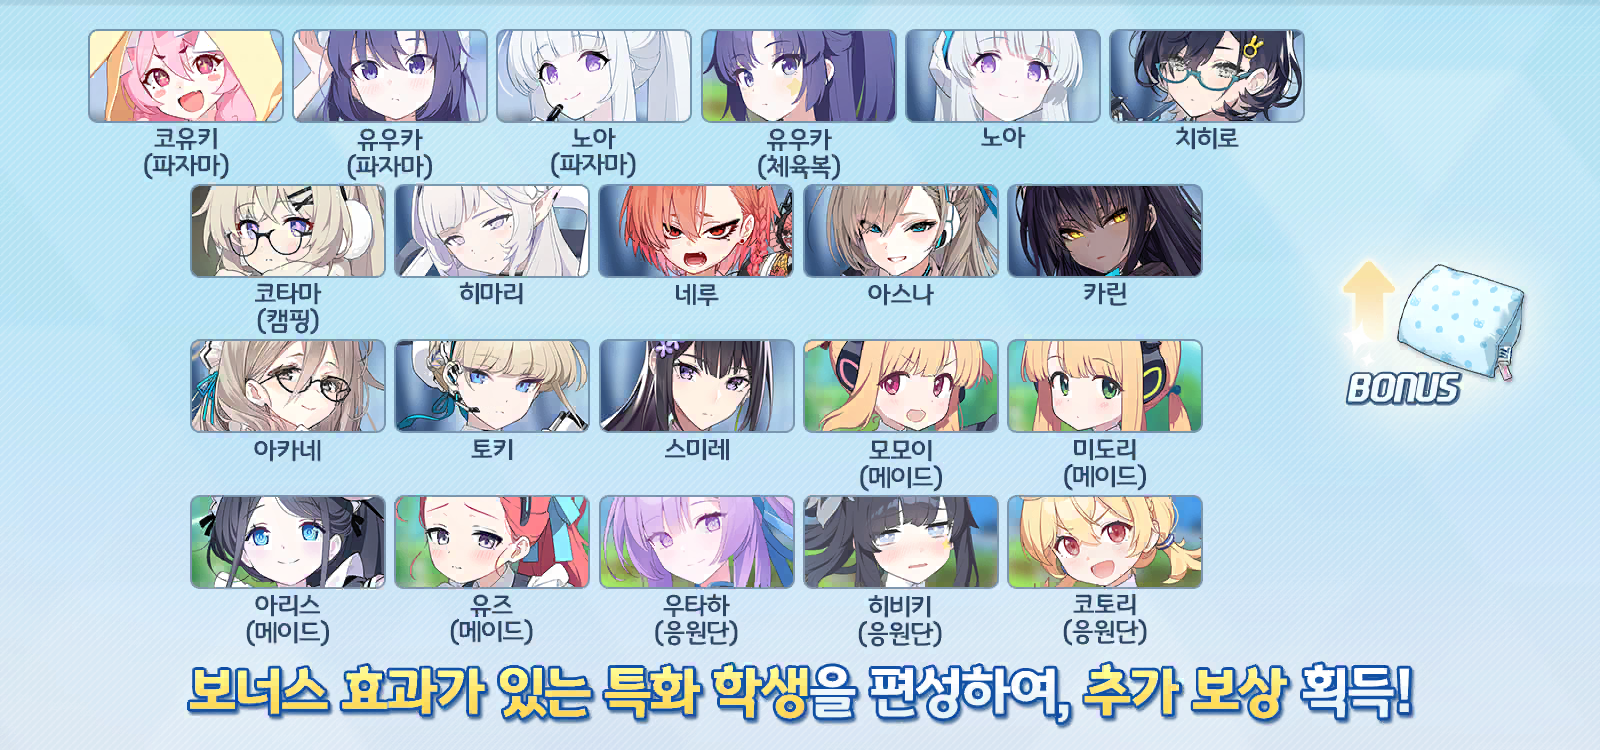 코유키
(파자마)
유우카
(파자마)
노아
(파자마)
유우카
(체육복)
노아
치히로
코타마
(캠핑)
히마리
네루
아스나
카린
아카네
토키
스미레
모모이
(메이드)
미도리
(메이드)
아리스
(메이드)
유즈
(메이드)
우타하
(응원단)
히비키
(응원단)
코토리
(응원단)
BONUS
보너스 효과가 있는 특화 학생을 편성하여, 추가 보상 획득!